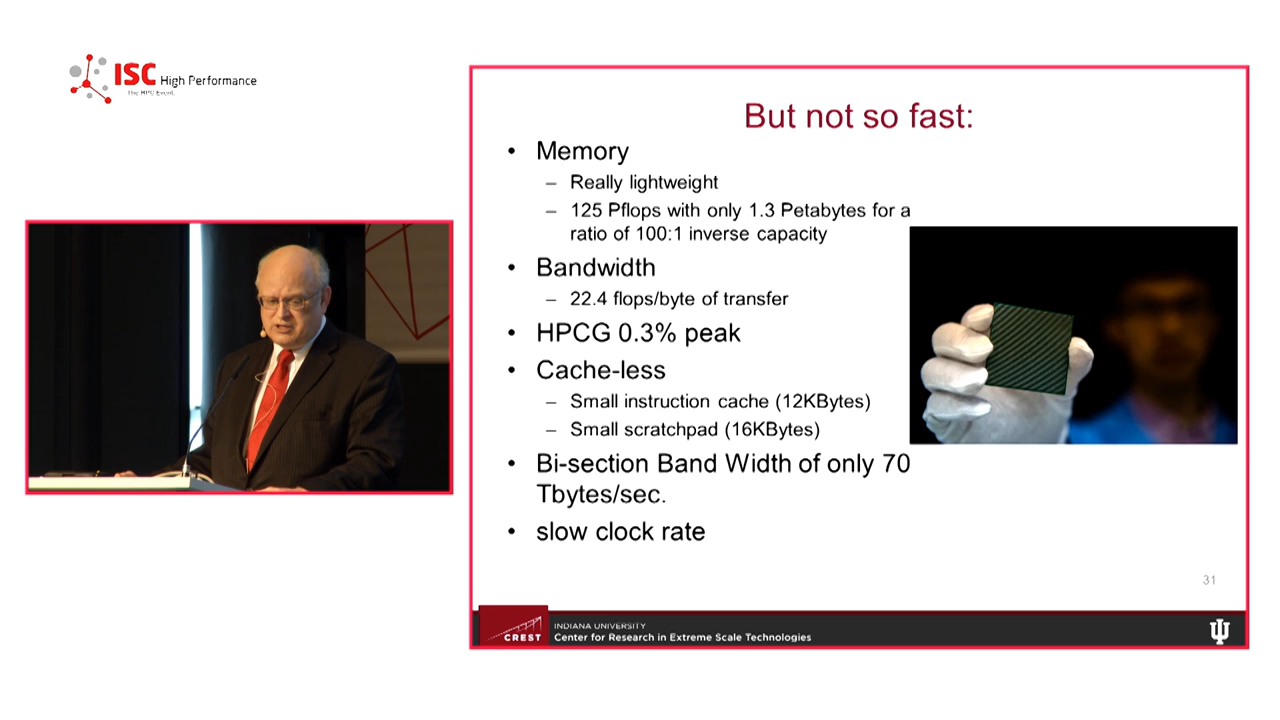 ISC High Performance
The HPC Event.
But not so fast:
• Memory
– Really lightweight
– 125 Pflops with only 1.3 Petabytes for a
ratio of 100:1 inverse capacity
• Bandwidth
– 22.4 flops/byte of transfer
• HPCG 0.3% peak
• Cache-less
– Small instruction cache (12KBytes)
– Small scratchpad (16KBytes)
• Bi-section Band Width of only 70
Tbytes/sec.
• slow clock rate
31
CREST
INDIANA UNIVERSITY
Center for Research in Extreme Scale Technologies